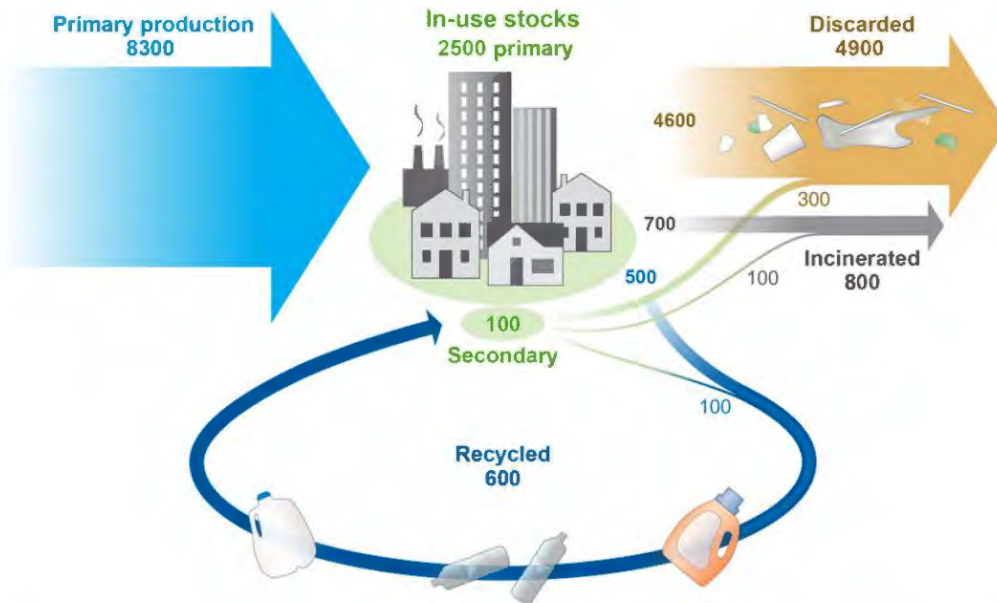 Primary production
8300
In-use stocks
2500 primary
Discarded
4900
4600
300
700
Incinerated
800
500
100
100
Secondary
100
Recycled
600